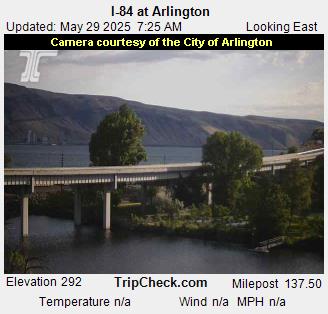 I-84 at Arlington
Updated: May 29 2025 7:25 AM Looking East
Camera courtesy of the City of Arlington
Elevation 292 TripCheck.com Milepost 137.50
Temperature n/a Wind n/a MPH n/a